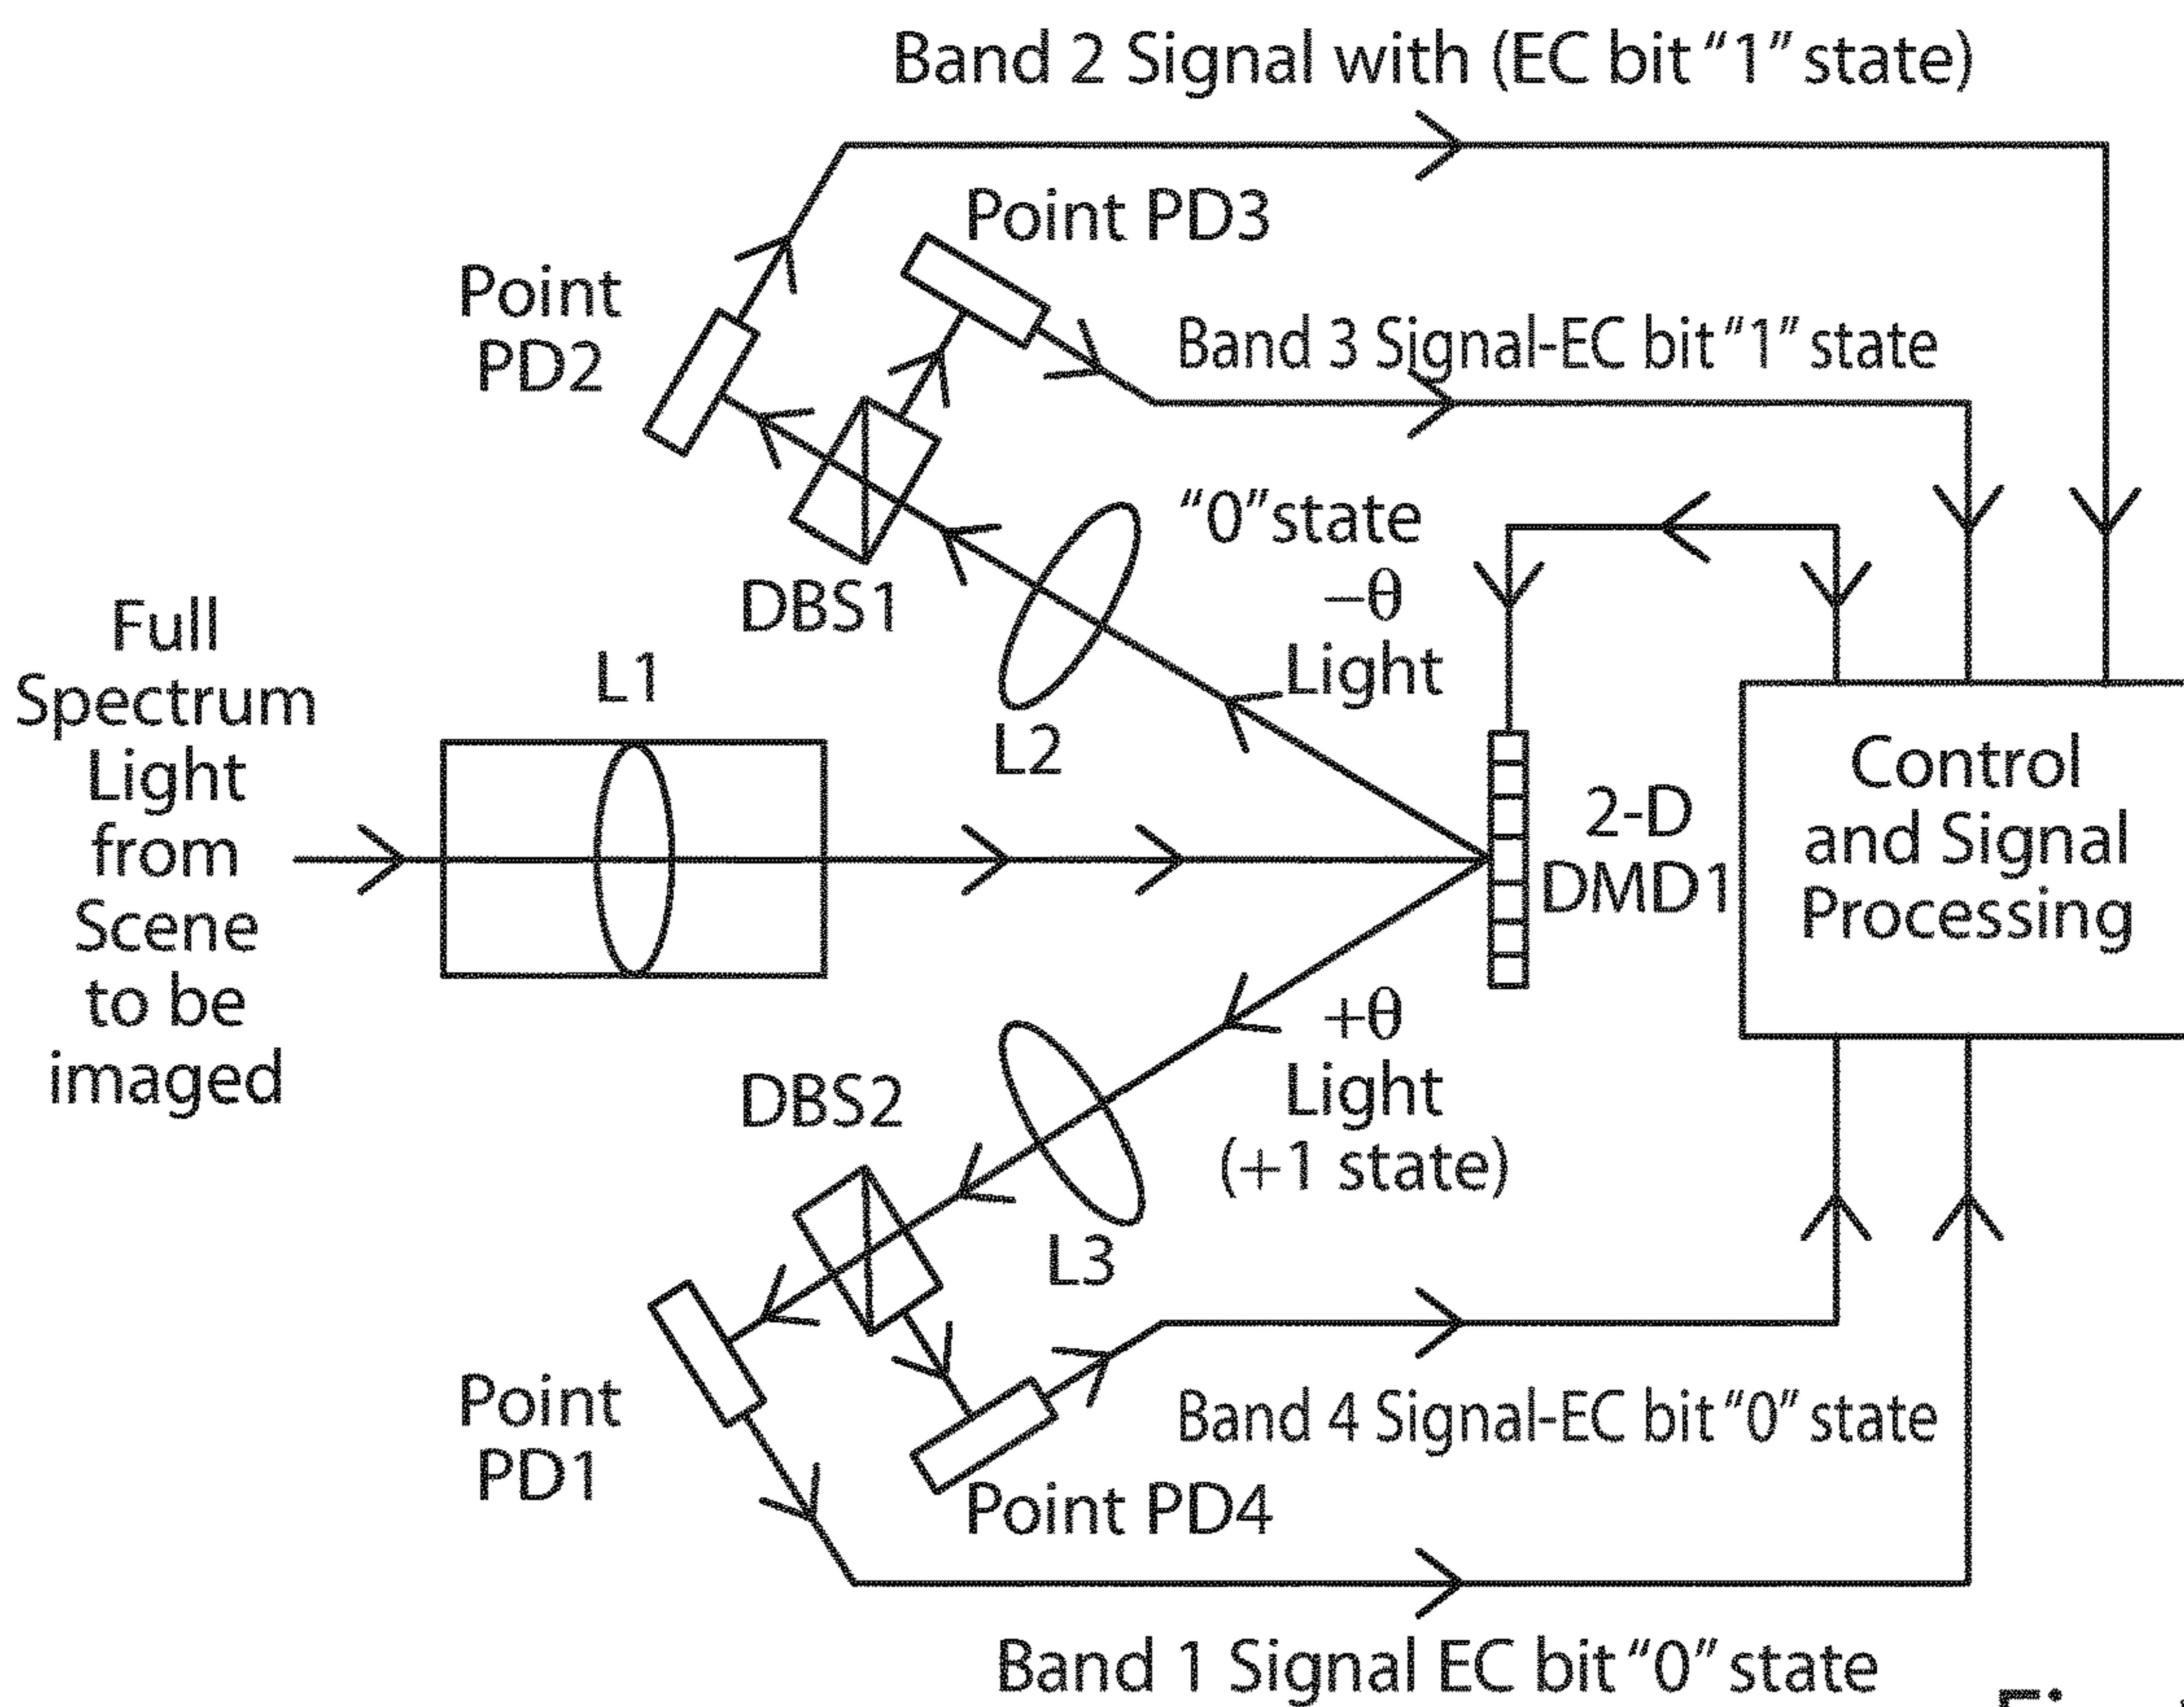 Band 2 Signal with (EC bit “1” state)
Point PD3
Point
PD2
Band 3 Signal-EC bit “1” state
“0” state
−θ
Light
DBS1
L2
Full
Spectrum
Light
from
Scene
to be
imaged
L1
2-D
DMD1
Control
and Signal
Processing
+θ
Light
(+1 state)
DBS2
L3
Point
PD1
Band 4 Signal-EC bit “0” state
Point PD4
Band 1 Signal EC bit “0” state